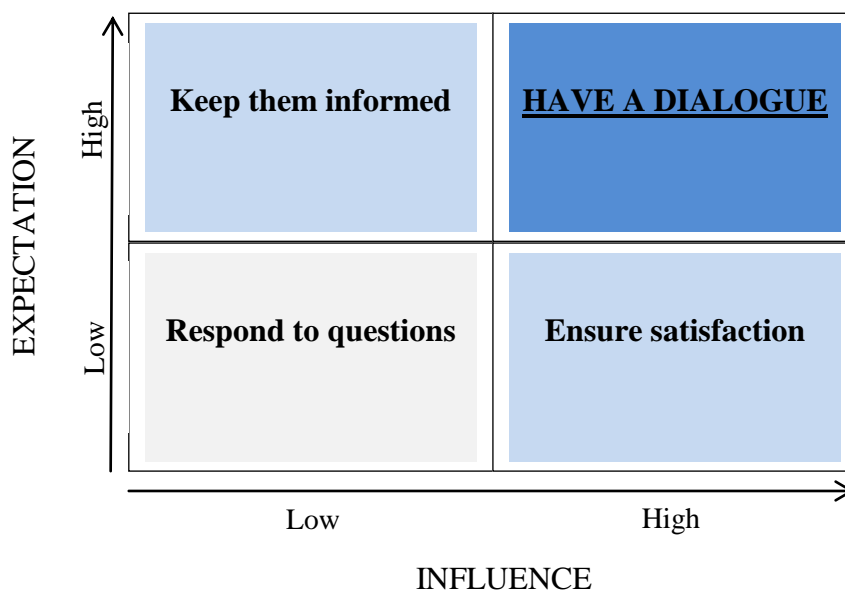 EXPECTATION
High
Low
Keep them informed
HAVE A DIALOGUE
Respond to questions
Ensure satisfaction
Low
High
INFLUENCE